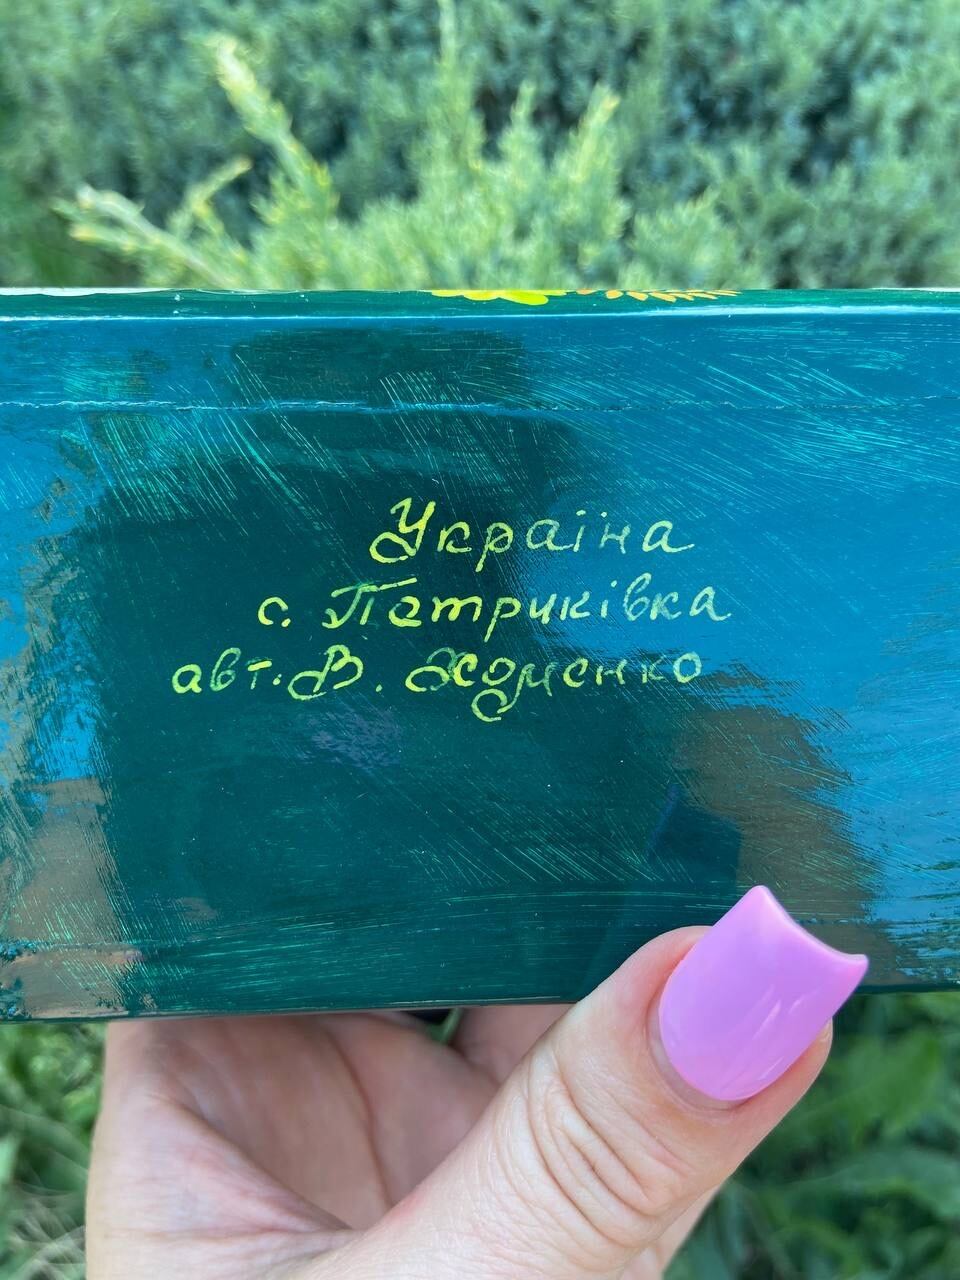 Україна
с. Петриківка
авт. В. Хоменко